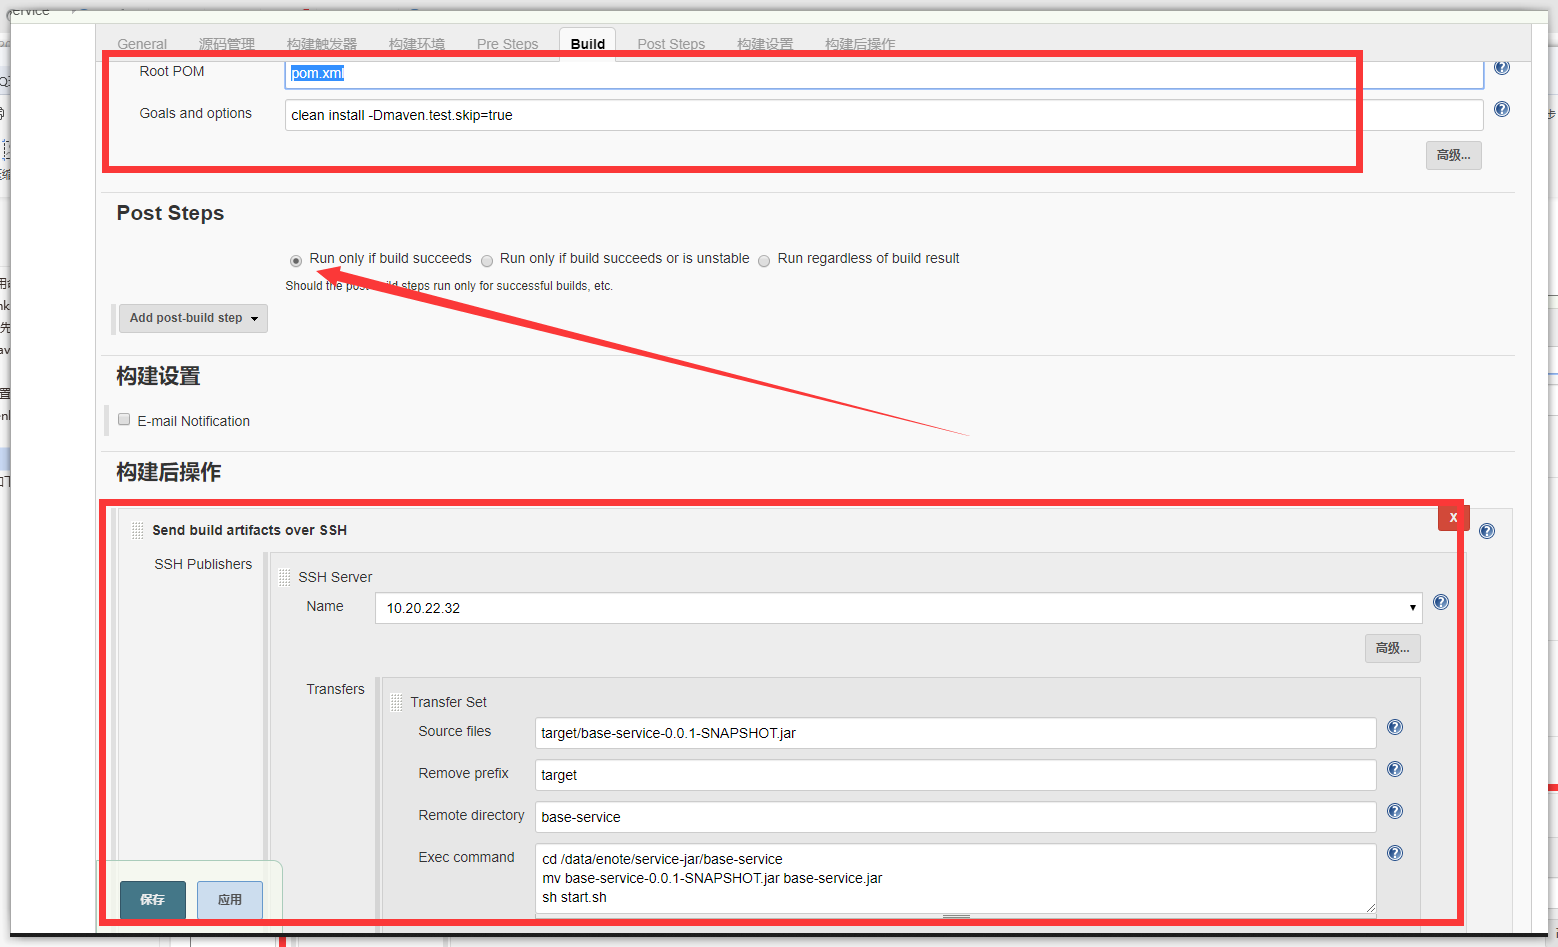 ervice
General 源码管理 构建触发器 构建环境 Pre Steps Build Post Steps 构建设置 构建后操作
Root POM pom.xml
Goals and options clean install -Dmaven.test.skip=true
高级...
Post Steps
Run only if build succeeds Run only if build succeeds or is unstable Run regardless of build result
Should the post-build steps run only for successful builds, etc.
Add post-build step
构建设置
E-mail Notification
构建后操作
Send build artifacts over SSH
X
SSH Publishers
SSH Server
Name 10.20.22.32
高级...
Transfers
Transfer Set
Source files target/base-service-0.0.1-SNAPSHOT.jar
Remove prefix target
Remote directory base-service
Exec command cd /data/enote/service-jar/base-service
mv base-service-0.0.1-SNAPSHOT.jar base-service.jar
sh start.sh
保存 应用